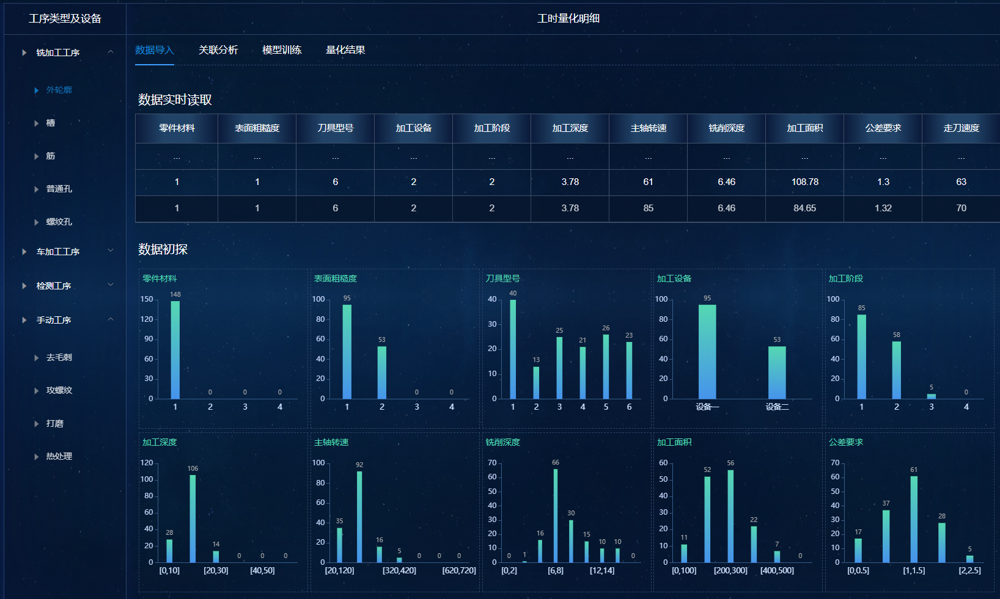 工序类型及设备
工时量化明细
铣加工工序
外轮廓
槽
筋
普通孔
螺纹孔
车加工工序
检测工序
手动工序
去毛刺
攻螺纹
打磨
热处理
数据导入 关联分析 模型训练 量化结果
数据实时读取
零件材料 表面粗糙度 刀具型号 加工设备 加工阶段 加工深度 主轴转速 铣削深度 加工面积 公差要求 走刀速度
... ... ... ... ... ... ... ... ... ... ...
1 1 6 2 2 3.78 61 6.46 108.78 1.3 63
1 1 6 2 2 3.78 85 6.46 84.65 1.32 70
数据初探
零件材料
148
150
120
90
60
30
0
0 0 0
1 2 3 4
表面粗糙度
95
100
80
60
53
40
20
0
0 0
1 2 3 4
刀具型号
40
40
30
25 21 26 23
20
13
10
0
1 2 3 4 5 6
加工设备
95
100
80
60
53
40
20
0
设备一 设备二
加工阶段
100
85
80
60
58
40
20
5
0
0
1 2 3 4
加工深度
120
106
100
80
60
40
28
20
14
0 0 0
0
[0,10] [20,30] [40,50]
主轴转速
100
92
80
60
40
35
20
16
5
0 0 0
0
[20,120] [320,420] [620,720]
铣削深度
70
66
60
50
40
30
30
20
16 15
10
10 10
0 1 0
0
[0,2] [6,8] [12,14]
加工面积
60
56
52
50
40
30
22
20
11
10
7
0
0
[0,100] [200,300] [400,500]
公差要求
70
61
60
50
40
37
30
28
20
17
10
5
0
[0,0.5] [1,1.5] [2,2.5]